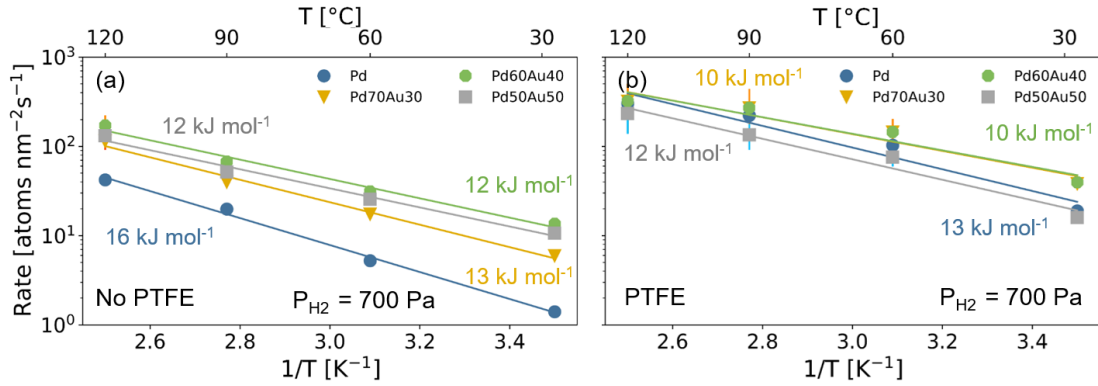 T [°C]
120 90 60 30
10³
10²
10¹
10⁰
Rate [atoms nm⁻²s⁻¹]
(a)
Pd
Pd70Au30
Pd60Au40
Pd50Au50
12 kJ mol⁻¹
12 kJ mol⁻¹
16 kJ mol⁻¹
13 kJ mol⁻¹
No PTFE
P_H2 = 700 Pa
2.6 2.8 3.0 3.2 3.4
1/T [K⁻¹]
T [°C]
120 90 60 30
(b)
10 kJ mol⁻¹
Pd
Pd70Au30
Pd60Au40
Pd50Au50
12 kJ mol⁻¹
10 kJ mol⁻¹
13 kJ mol⁻¹
PTFE
P_H2 = 700 Pa
2.6 2.8 3.0 3.2 3.4
1/T [K⁻¹]